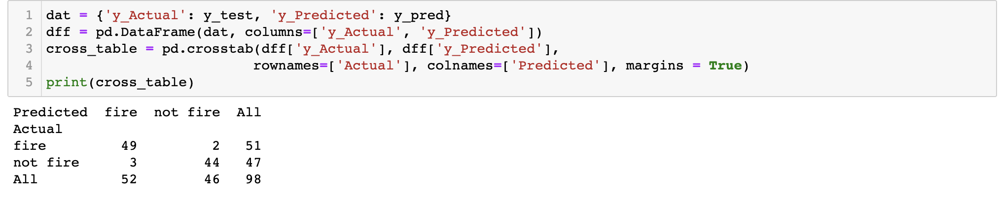 1 dat = {'y_Actual': y_test, 'y_Predicted': y_pred}
2 dff = pd.DataFrame(dat, columns=['y_Actual', 'y_Predicted'])
3 cross_table = pd.crosstab(dff['y_Actual'], dff['y_Predicted'],
4                          rownames=['Actual'], colnames=['Predicted'], margins = True)
5 print(cross_table)
Predicted  fire  not fire  All
Actual
fire         49         2   51
not fire      3        44   47
All          52        46   98